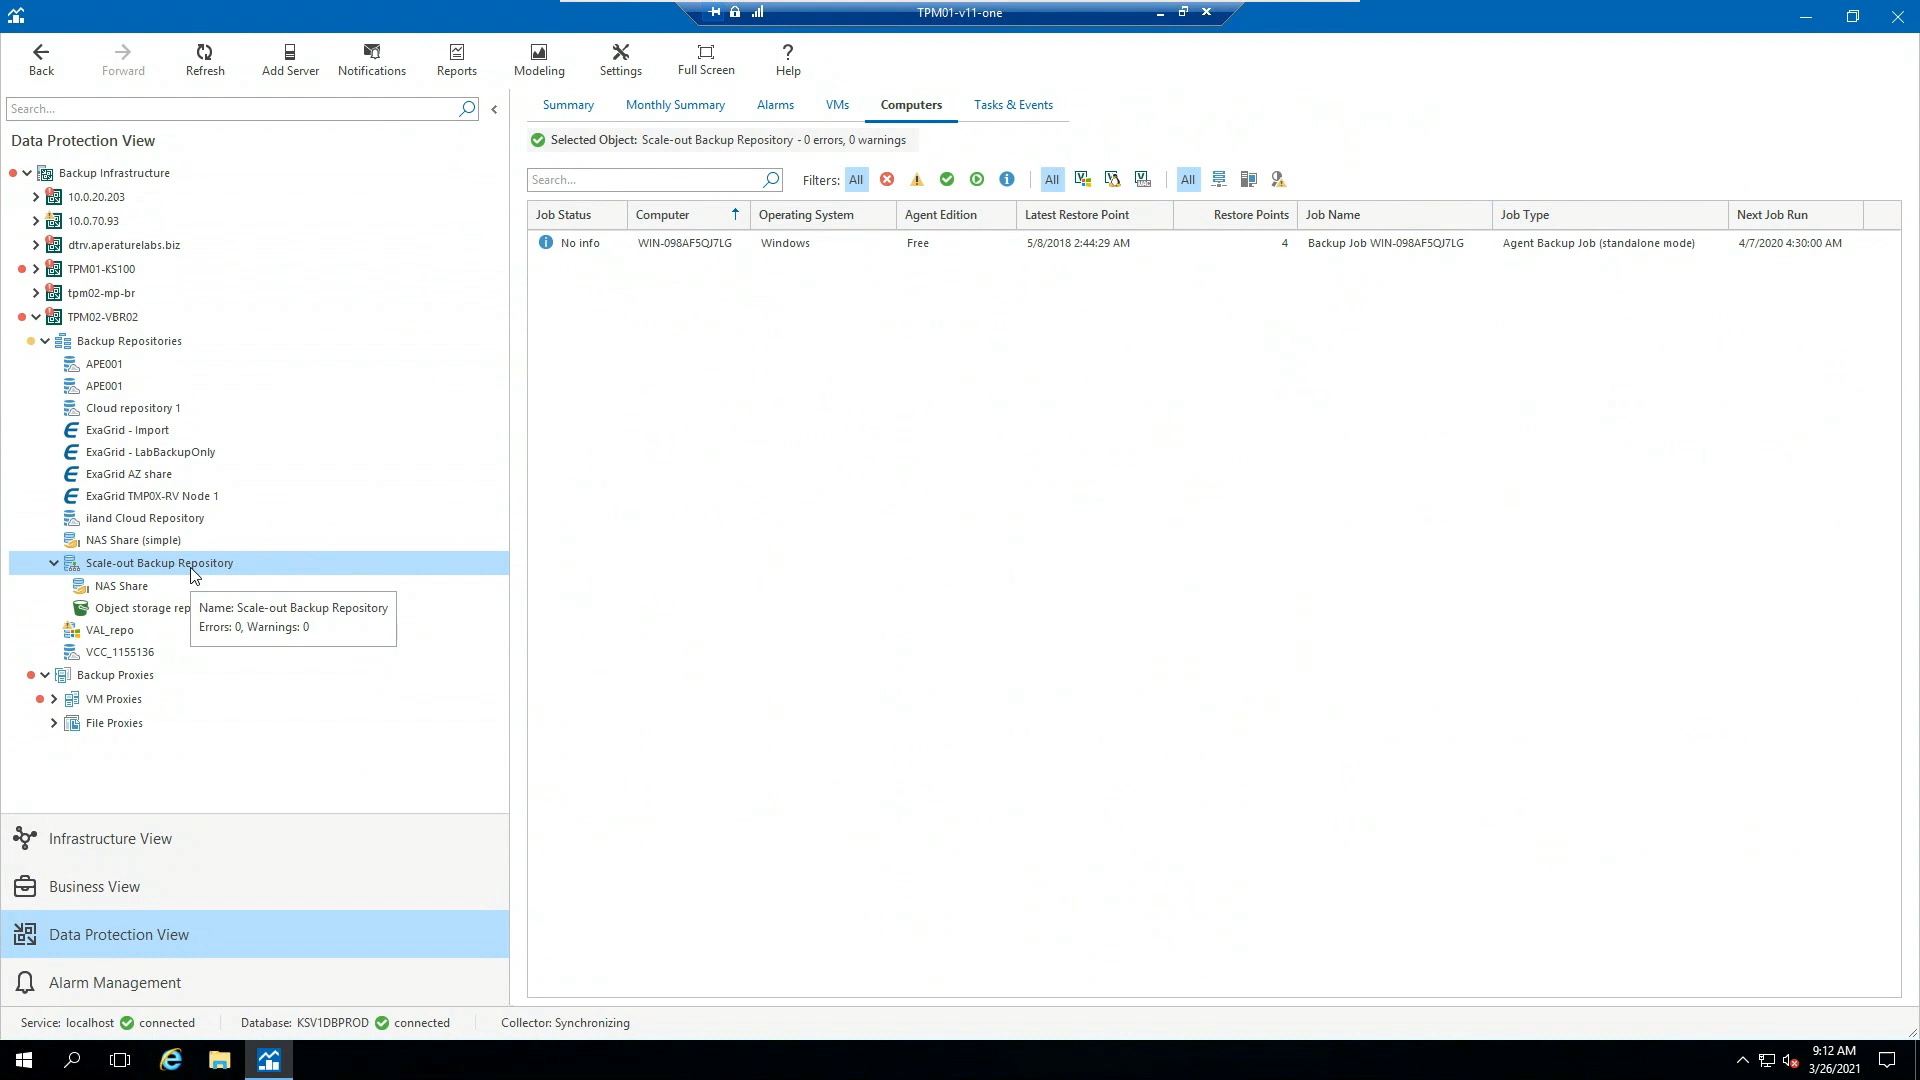 TPM01-v11-one
Back
Forward
Refresh
Add Server
Notifications
Reports
Modeling
Settings
Full Screen
Help
Search...
Data Protection View
Backup Infrastructure
10.0.20.203
10.0.70.93
dtrv.aperaturelabs.biz
TPM01-KS100
tpm02-mp-br
TPM02-VBR02
Backup Repositories
APE001
APE001
Cloud repository 1
ExaGrid - Import
ExaGrid - LabBackupOnly
ExaGrid AZ share
ExaGrid TMP0X-RV Node 1
iland Cloud Repository
NAS Share (simple)
Scale-out Backup Repository
NAS Share
Object storage rep
Name: Scale-out Backup Repository
Errors: 0, Warnings: 0
VAL_repo
VCC_1155136
Backup Proxies
VM Proxies
File Proxies
Infrastructure View
Business View
Data Protection View
Alarm Management
Summary Monthly Summary Alarms VMs Computers Tasks & Events
Selected Object: Scale-out Backup Repository - 0 errors, 0 warnings
Search... Filters: All All All
Job Status Computer Operating System Agent Edition Latest Restore Point Restore Points Job Name Job Type Next Job Run
No info WIN-098AF5QJ7LG Windows Free 5/8/2018 2:44:29 AM 4 Backup Job WIN-098AF5QJ7LG Agent Backup Job (standalone mode) 4/7/2020 4:30:00 AM
Service: localhost connected Database: KSV1DBPROD connected Collector: Synchronizing
9:12 AM
3/26/2021